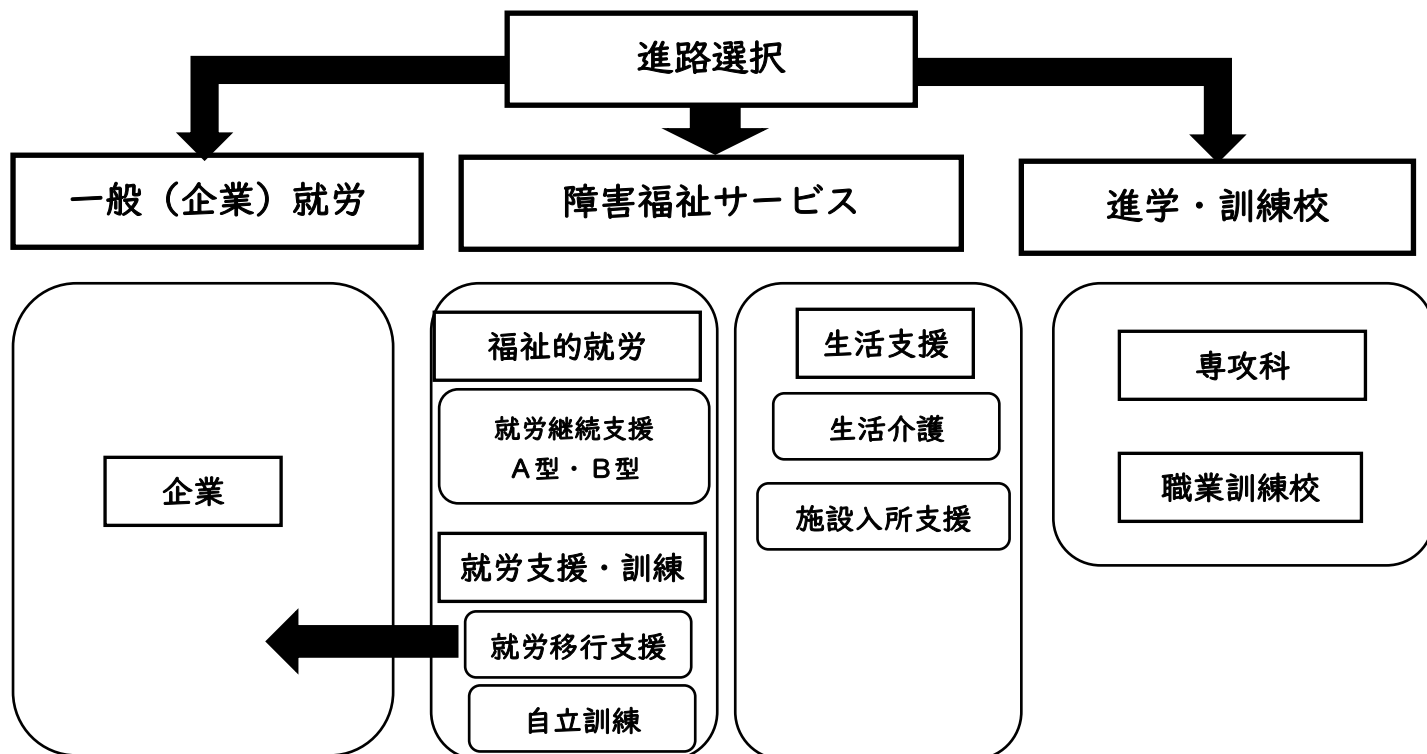 進路選択
一般（企業）就労
障害福祉サービス
進学・訓練校
企業
福祉的就労
就労継続支援
A型・B型
就労支援・訓練
就労移行支援
自立訓練
生活支援
生活介護
施設入所支援
専攻科
職業訓練校